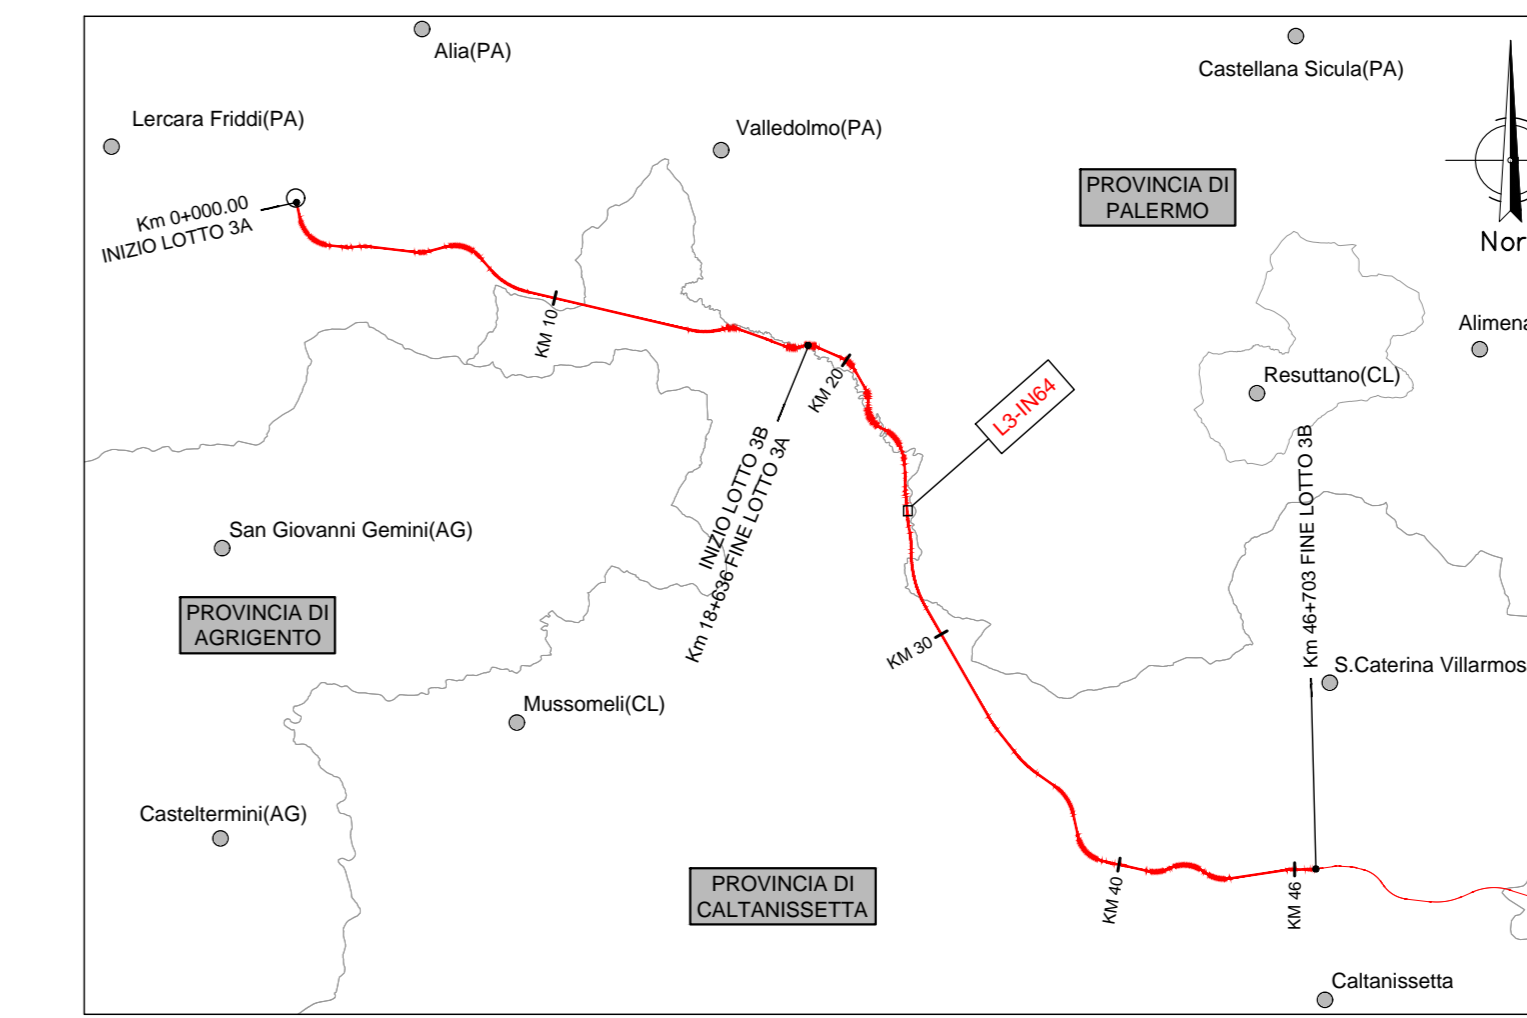 Alia(PA)
Castellana Sicula(PA)
Lercara Friddi(PA)
Valledolmo(PA)
PROVINCIA DI
PALERMO
Km 0+000.00
INIZIO LOTTO 3A
Nor
KM 10
Alimena
KM 20
Resuttano(CL)
L3-IN64
INIZIO LOTTO 3B
Km 18+636 FINE LOTTO 3A
Km 46+703 FINE LOTTO 3B
San Giovanni Gemini(AG)
PROVINCIA DI
AGRIGENTO
KM 30
S.Caterina Villarmos
Mussomeli(CL)
Casteltermini(AG)
PROVINCIA DI
CALTANISSETTA
KM 40
KM 46
Caltanissetta